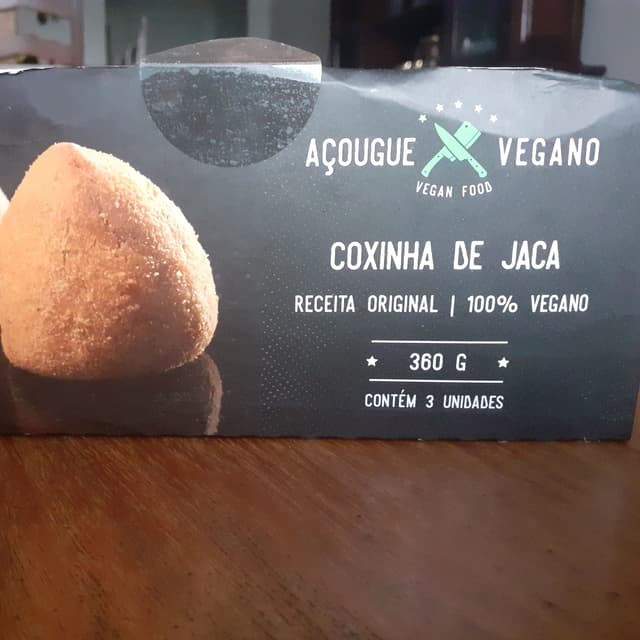 AÇOUGUE VEGANO
VEGAN FOOD
COXINHA DE JACA
RECEITA ORIGINAL | 100% VEGANO
360 G
CONTÉM 3 UNIDADES